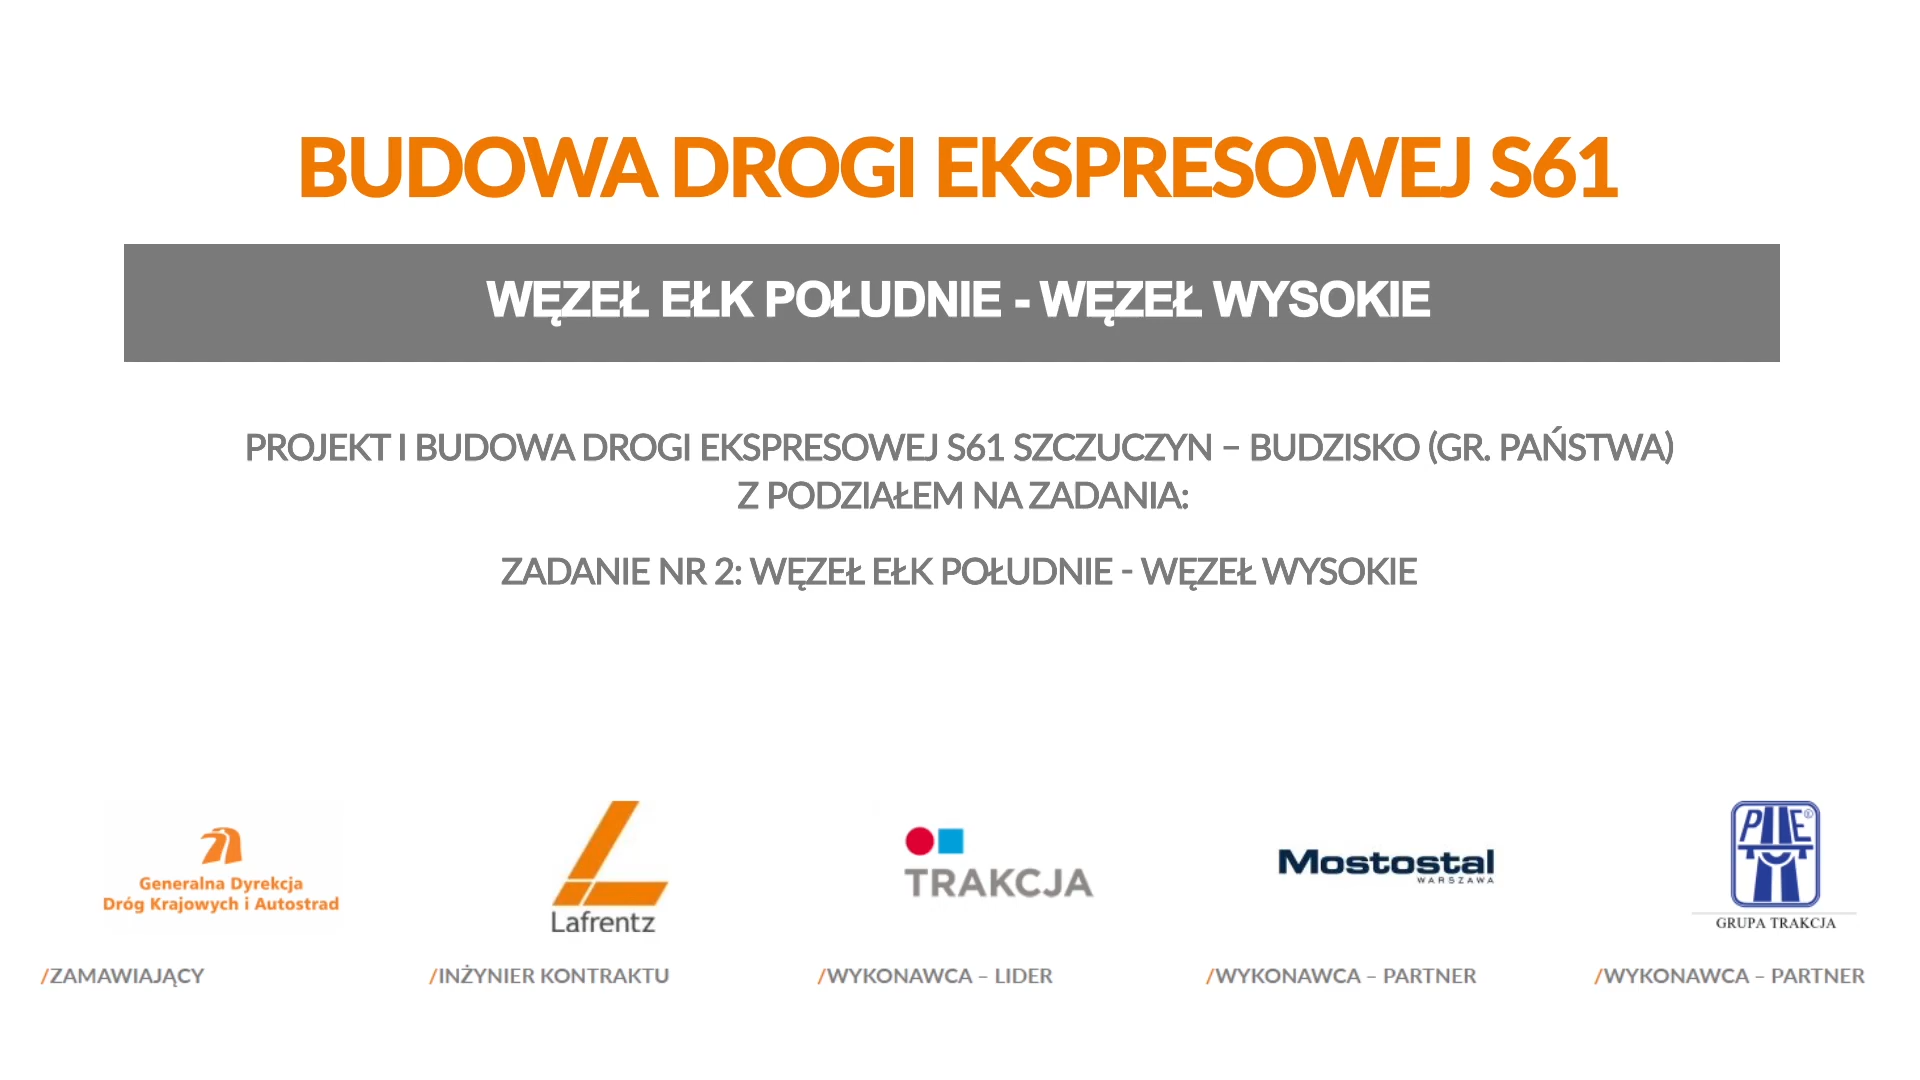 BUDOWA DROGI EKSPRESOWEJ S61
WĘZEŁ EŁK POŁUDNIE - WĘZEŁ WYSOKIE
PROJEKT I BUDOWA DROGI EKSPRESOWEJ S61 SZCZUCZYN – BUDZISKO (GR. PAŃSTWA)
Z PODZIAŁEM NA ZADANIA:
ZADANIE NR 2: WĘZEŁ EŁK POŁUDNIE - WĘZEŁ WYSOKIE
Generalna Dyrekcja
Dróg Krajowych i Autostrad
Lafrentz
TRAKCJA
Mostostal
WARSZAWA
PRE®
GRUPA TRAKCJA
/ZAMAWIAJĄCY
/INŻYNIER KONTRAKTU
/WYKONAWCA – LIDER
/WYKONAWCA – PARTNER
/WYKONAWCA – PARTNER